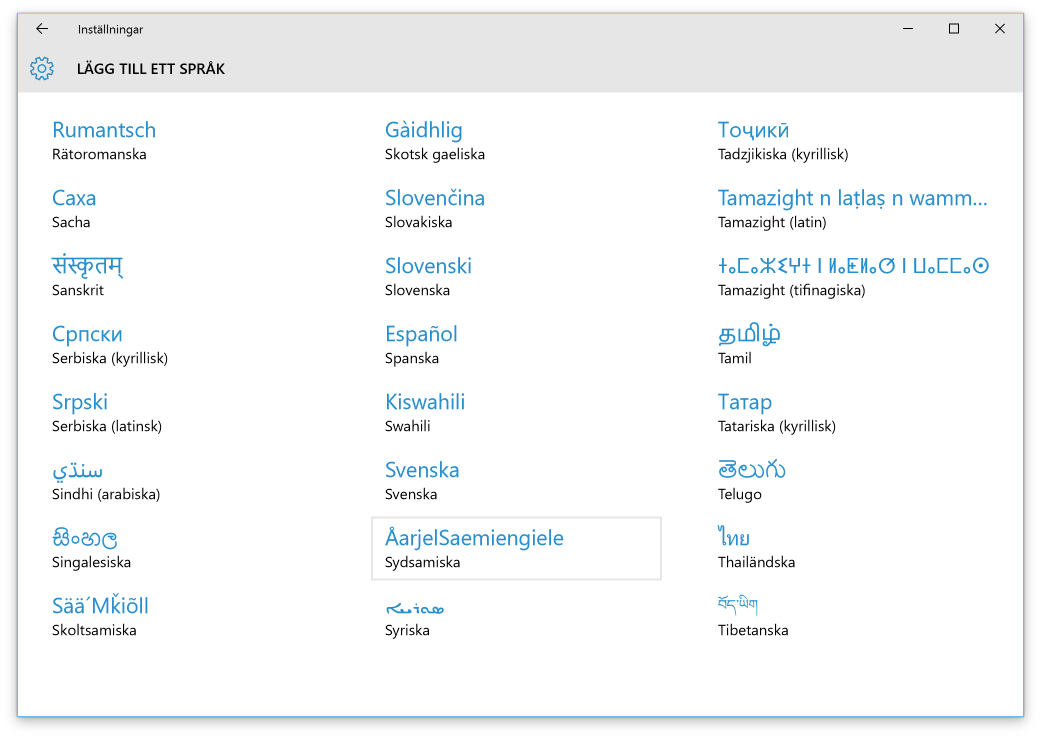 Inställningar
LÄGG TILL ETT SPRÅK
Rumantsch
Rätoromanska
Саха
Sacha
संस्कृतम्
Sanskrit
Српски
Serbiska (kyrillisk)
Srpski
Serbiska (latinsk)
سنڌي
Sindhi (arabiska)
සිංහල
Singalesiska
Sää´Mǩiõll
Skoltsamiska
Gàidhlig
Skotsk gaeliska
Slovenčina
Slovakiska
Slovenski
Slovenska
Español
Spanska
Kiswahili
Swahili
Svenska
Svenska
ÅarjelSaemiengiele
Sydsamiska
ܣܘܪܝܝܐ
Syriska
Тоҷикӣ
Tadzjikiska (kyrillisk)
Tamazight n laṭlaṣ n wamm...
Tamazight (latin)
ⵜⴰⵎⴰⵣⵉⵖⵜ ⵏ ⵍⴰⵟⵍⴰⵚ ⵏ ⵡⴰⵎⵎⴰⵙ
Tamazight (tifinagiska)
தமிழ்
Tamil
Татар
Tatariska (kyrillisk)
తెలుగు
Telugo
ไทย
Thailändska
བོད་ཡིག
Tibetanska